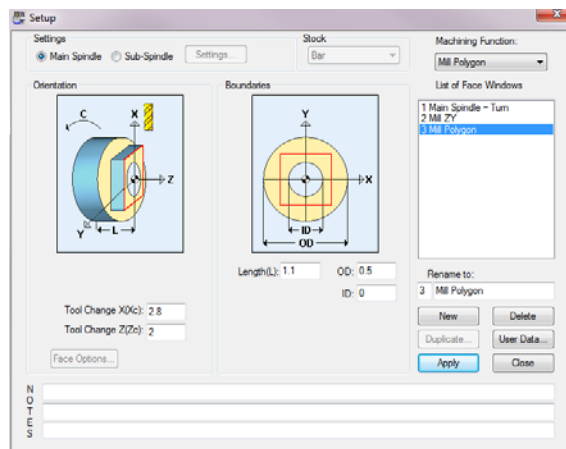 Setup
Settings
Main Spindle
Sub-Spindle
Settings...
Stock
Bar
Machining Function:
Mill Polygon
Orientation
C
X
Z
Y
L
Tool Change X(Xc): 2.8
Tool Change Z(Zc): 2
Face Options...
Boundaries
Y
X
ID
OD
Length(L): 1.1
OD: 0.5
ID: 0
List of Face Windows
1 Main Spindle - Turn
2 Mill ZY
3 Mill Polygon
Rename to:
3 Mill Polygon
New
Delete
Duplicate...
User Data...
Apply
Close
N
O
T
E
S